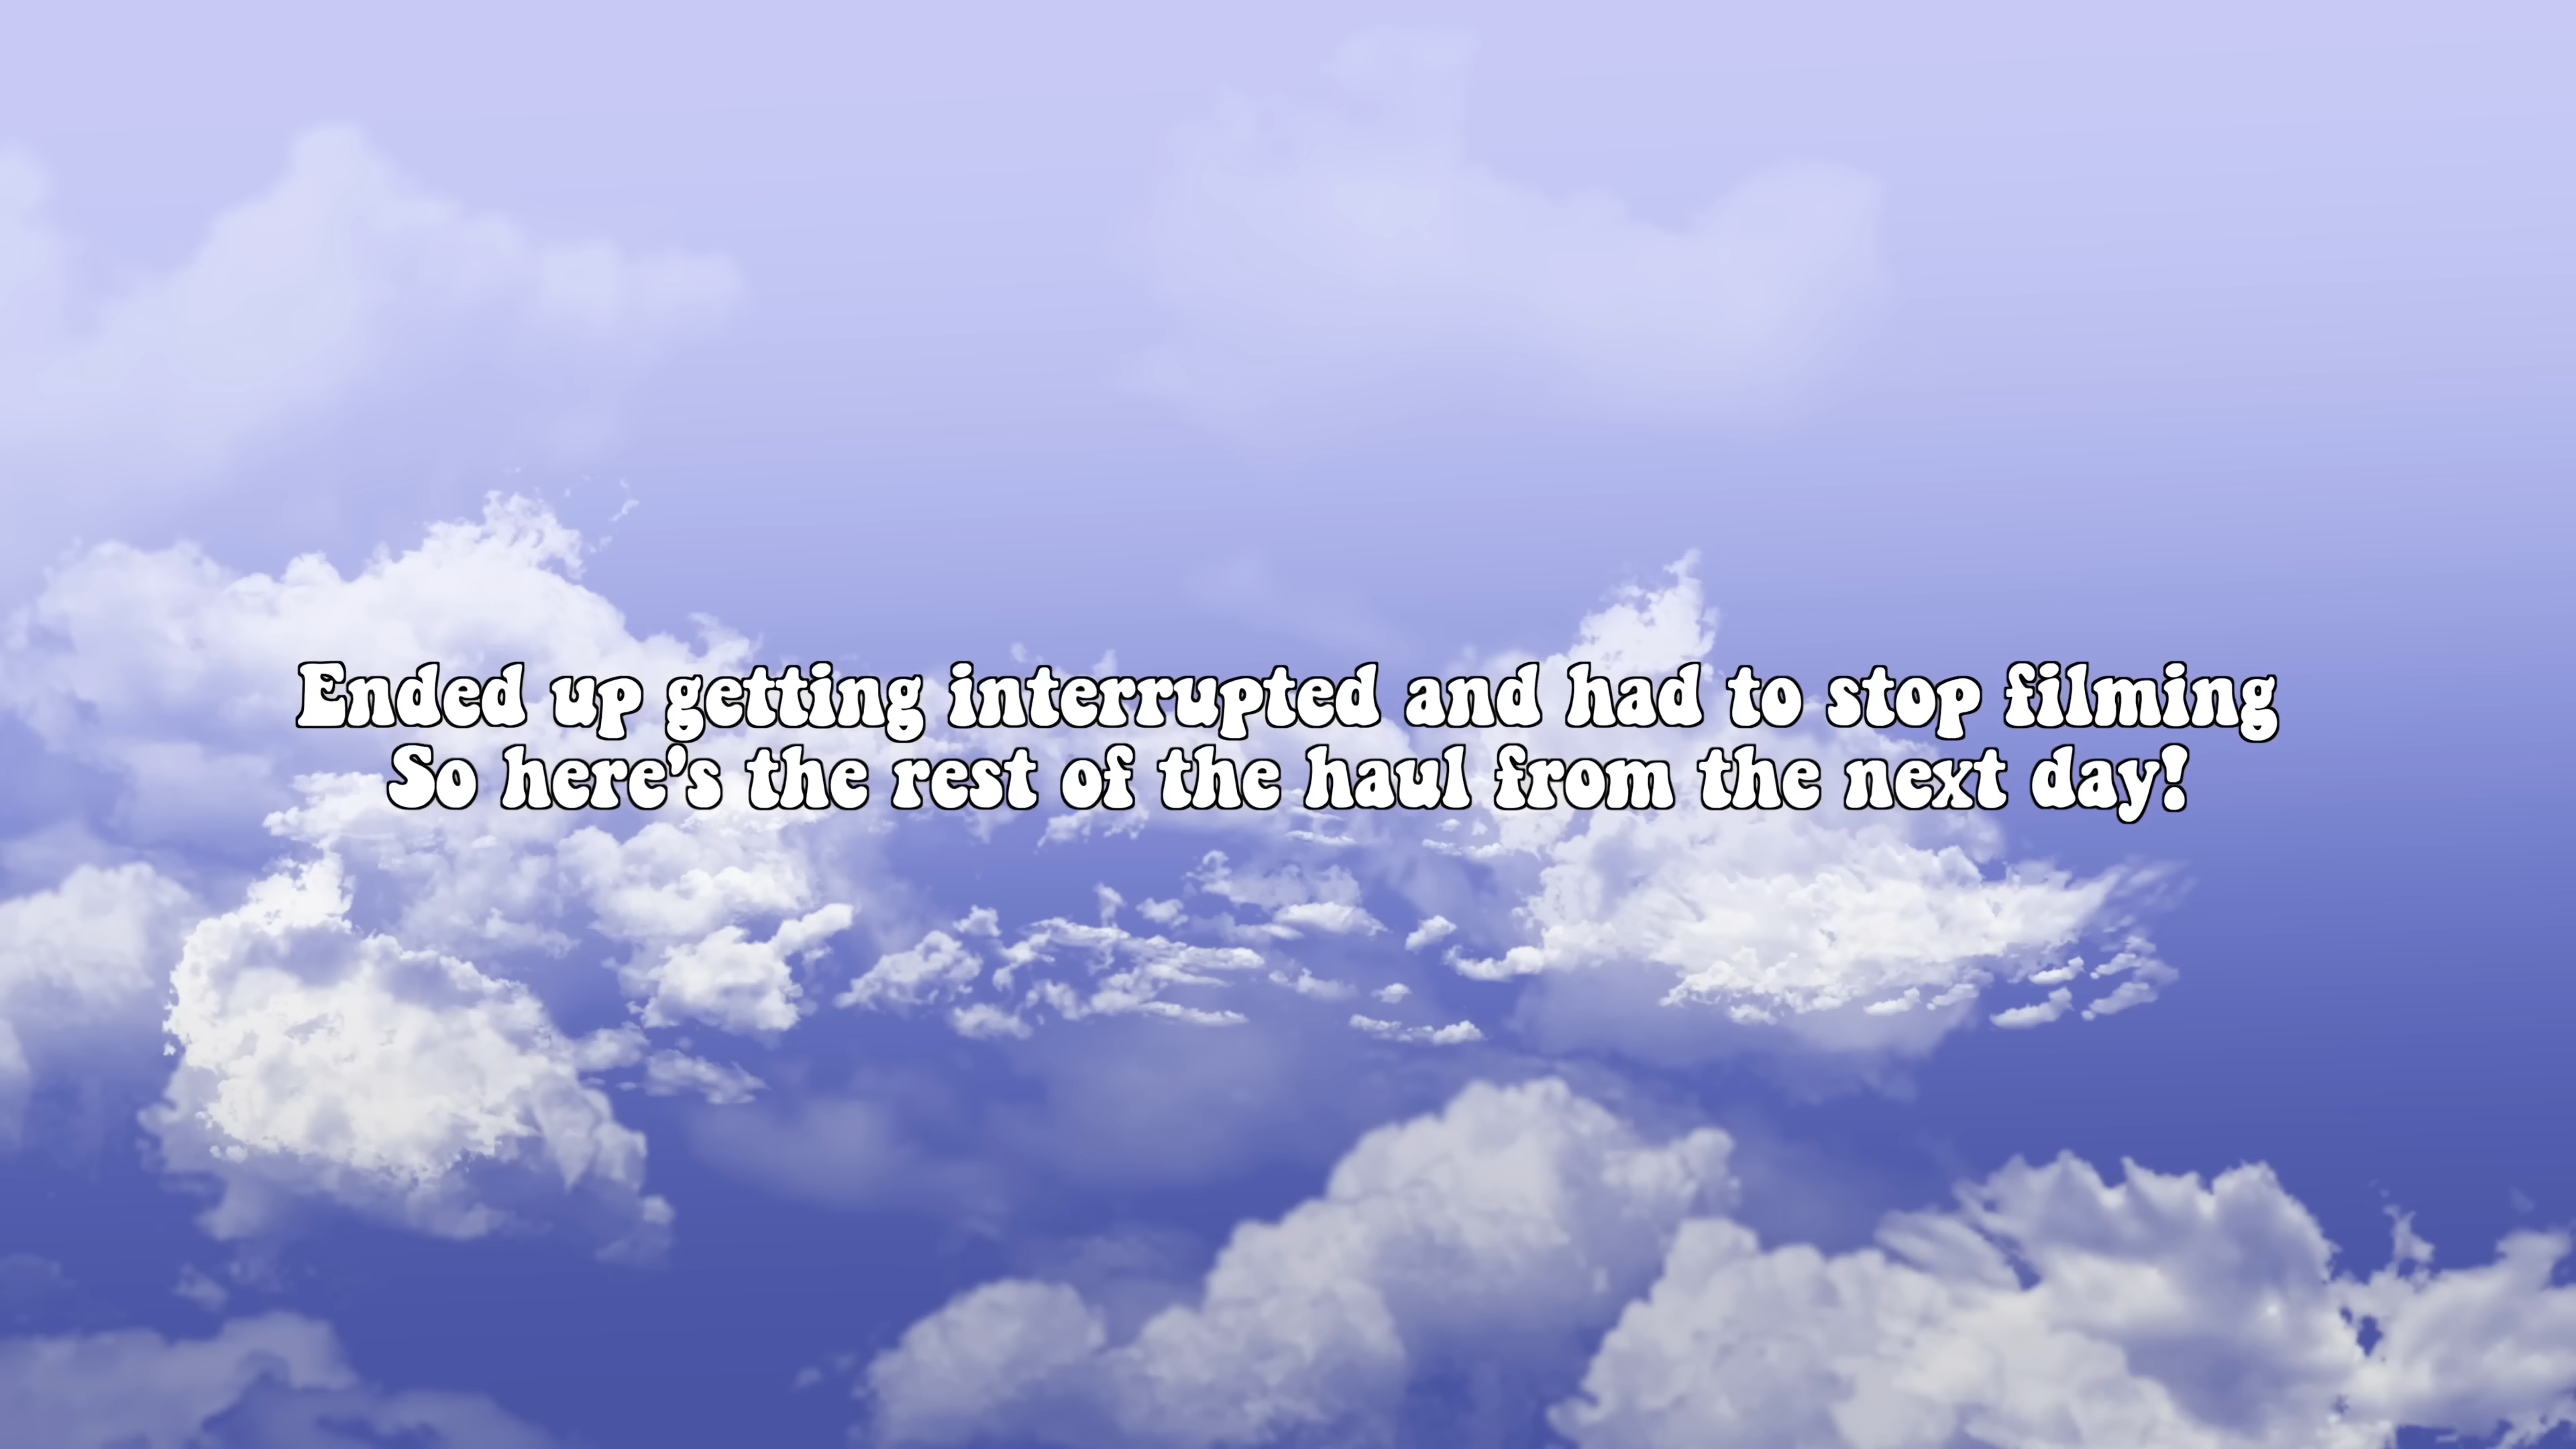 Ended up getting interrupted and had to stop filming
So here's the rest of the haul from the next day!